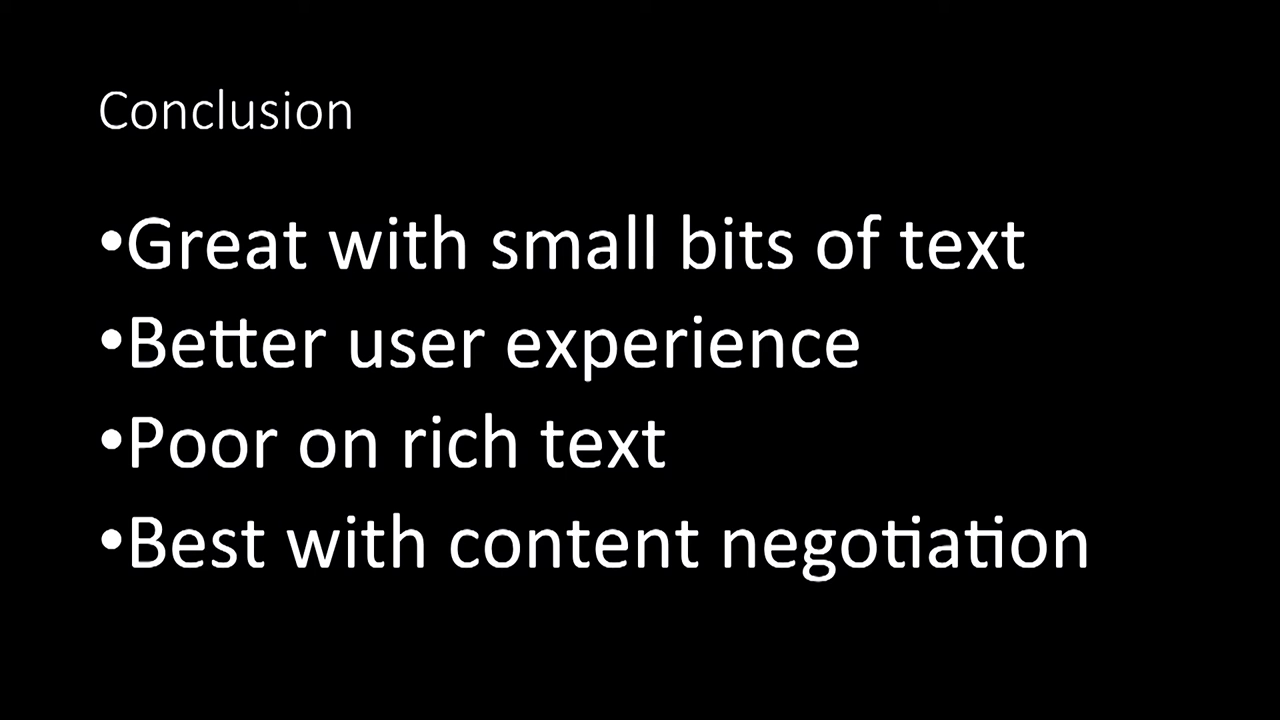 Conclusion
•Great with small bits of text
•Better user experience
•Poor on rich text
•Best with content negotiation